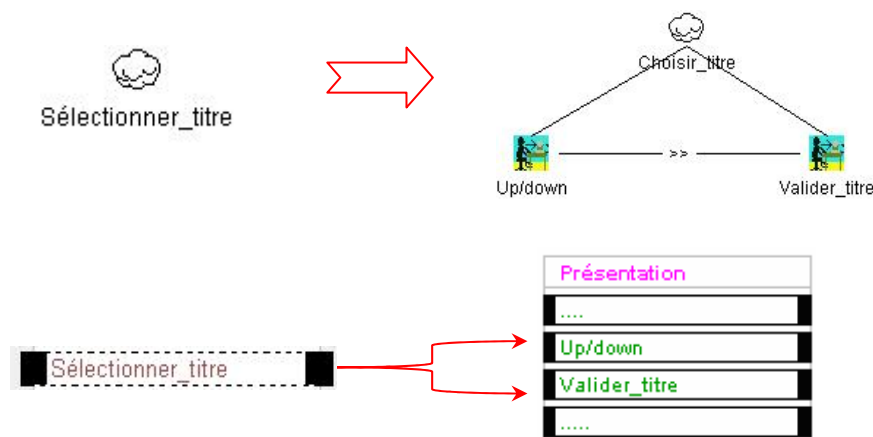 Choisir_titre
Sélectionner_titre
>>
Up/down
Valider_titre
Présentation
....
Sélectionner_titre
Up/down
Valider_titre
.....